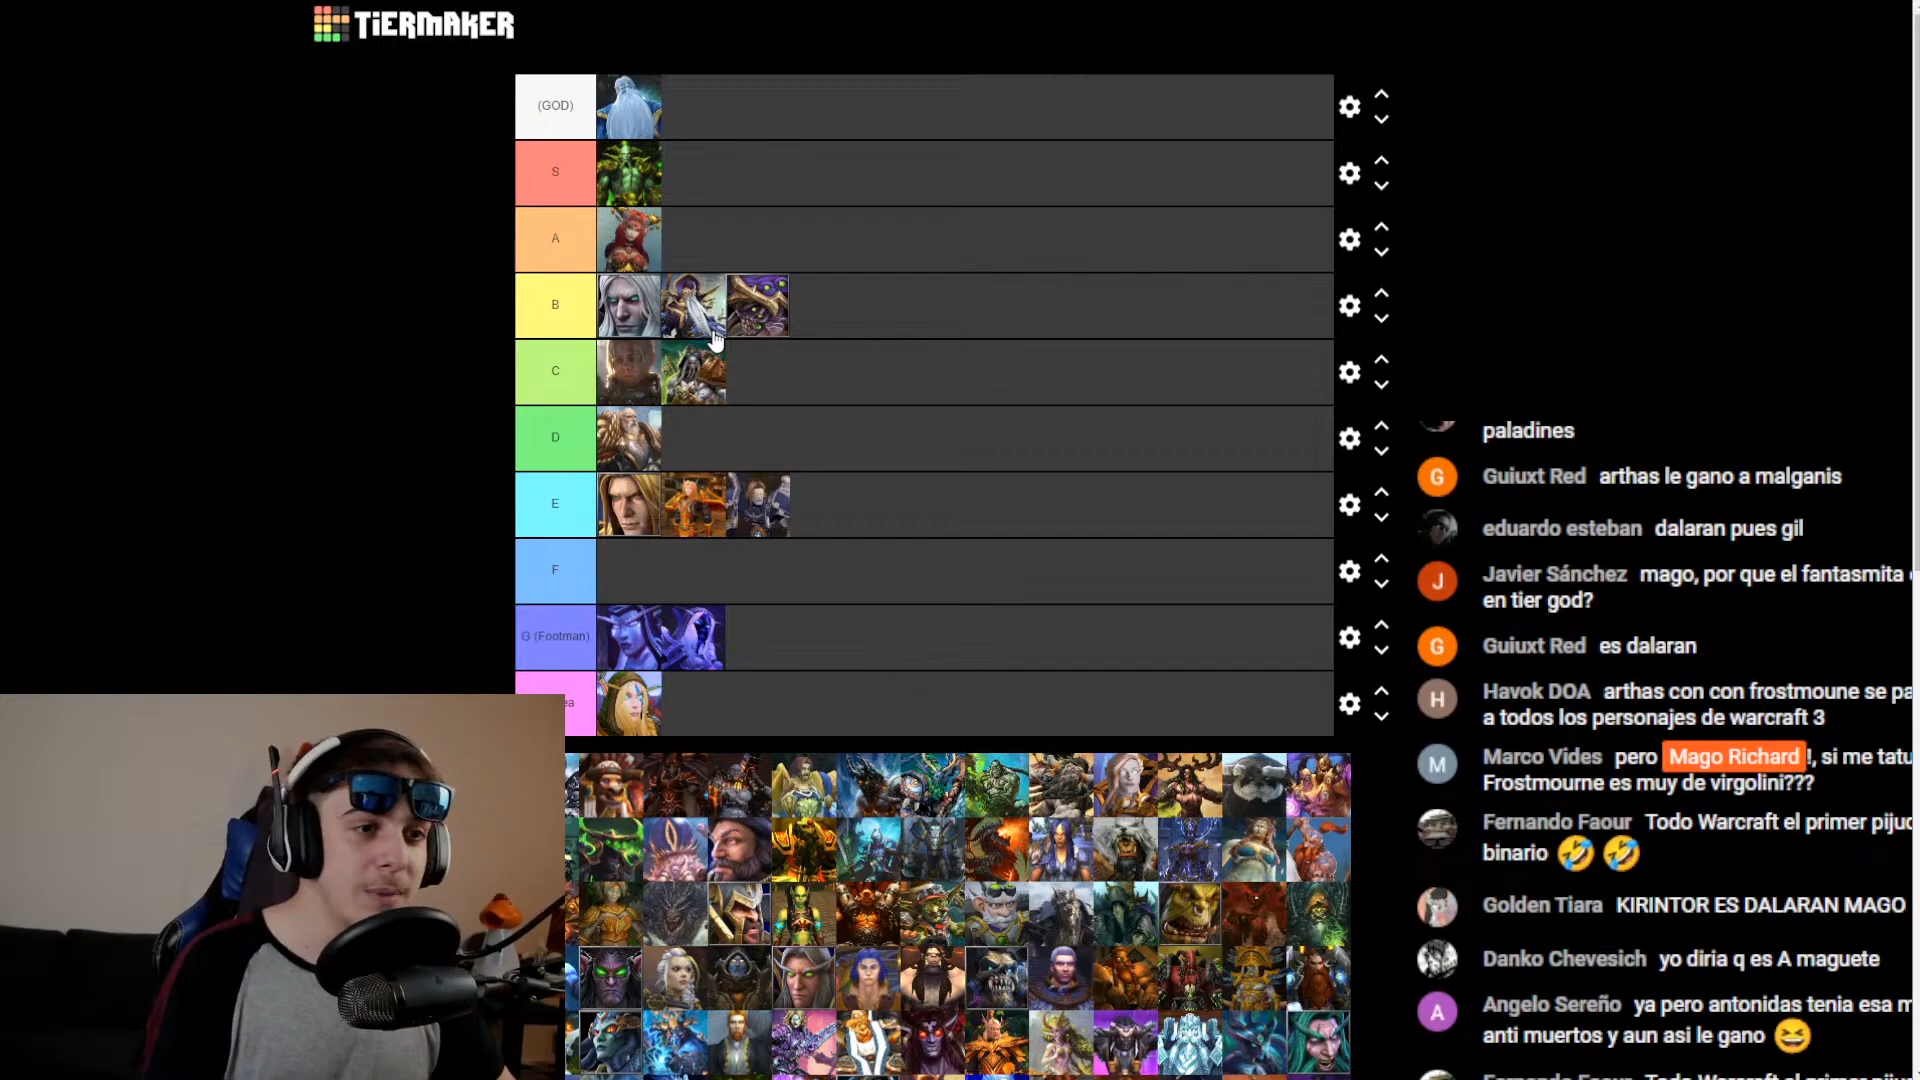 TiERMAKER
(GOD)
S
A
B
C
D
E
F
G (Footman)
ea
paladines
G Guiuxt Red arthas le gano a malganis
eduardo esteban dalaran pues gil
J Javier Sánchez mago, por que el fantasmita
en tier god?
G Guiuxt Red es dalaran
H Havok DOA arthas con con frostmoune se pa
a todos los personajes de warcraft 3
M Marco Vides pero Mago Richard !, si me tatu
Frostmourne es muy de virgolini???
Fernando Faour Todo Warcraft el primer pijud
binario 🤣 🤣
Golden Tiara KIRINTOR ES DALARAN MAGO
Danko Chevesich yo diria q es A maguete
A Angelo Sereño ya pero antonidas tenia esa m
anti muertos y aun asi le gano 😆